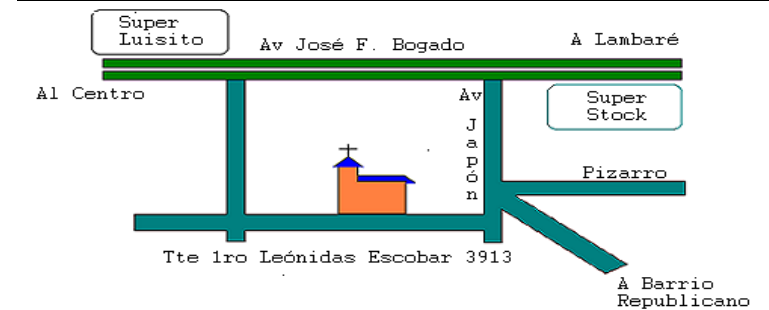 Super
Luisito
Av José F. Bogado
A Lambaré
Al Centro
Av
Japón
Super
Stock
Pizarro
Tte 1ro Leónidas Escobar 3913
A Barrio
Republicano